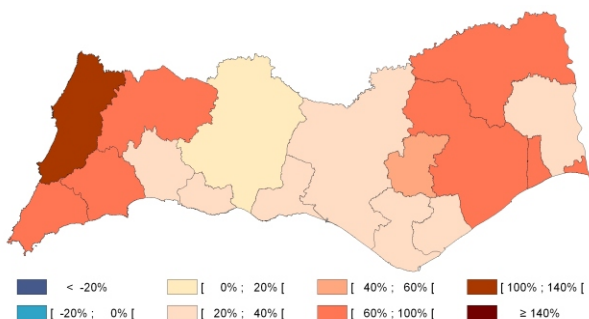 < -20% [ 0% ; 20% [ [ 40% ; 60% [ [ 100% ; 140% [
[ -20% ; 0% [ [ 20% ; 40% [ [ 60% ; 100% [ ≥ 140%